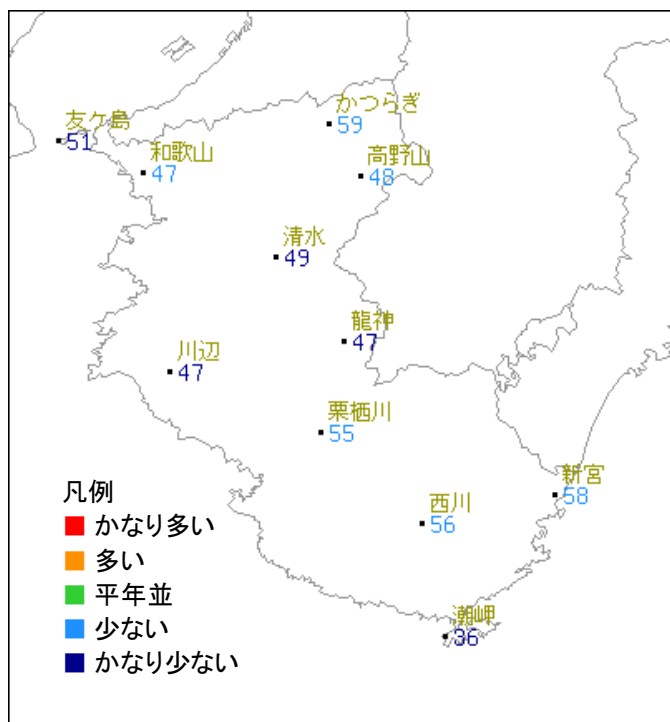 かつらぎ
59
友ケ島
51
和歌山
47
高野山
48
清水
49
龍神
47
川辺
47
栗栖川
55
新宮
58
西川
56
潮岬
36
凡例
かなり多い
多い
平年並
少ない
かなり少ない